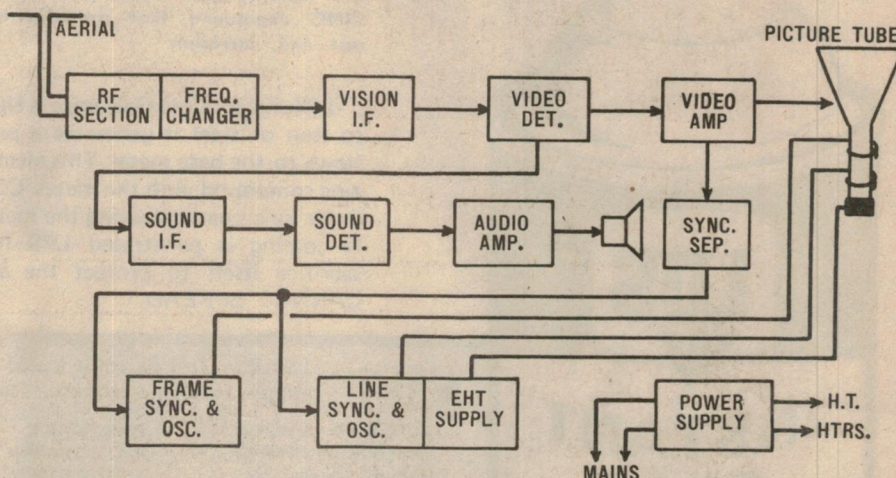 AERIAL
PICTURE TUBE
RF
SECTION
FREQ.
CHANGER
VISION
I.F.
VIDEO
DET.
VIDEO
AMP
SOUND
I.F.
SOUND
DET.
AUDIO
AMP.
SYNC.
SEP.
FRAME
SYNC. &
OSC.
LINE
SYNC. &
OSC.
EHT
SUPPLY
POWER
SUPPLY
H.T.
HTRS.
MAINS